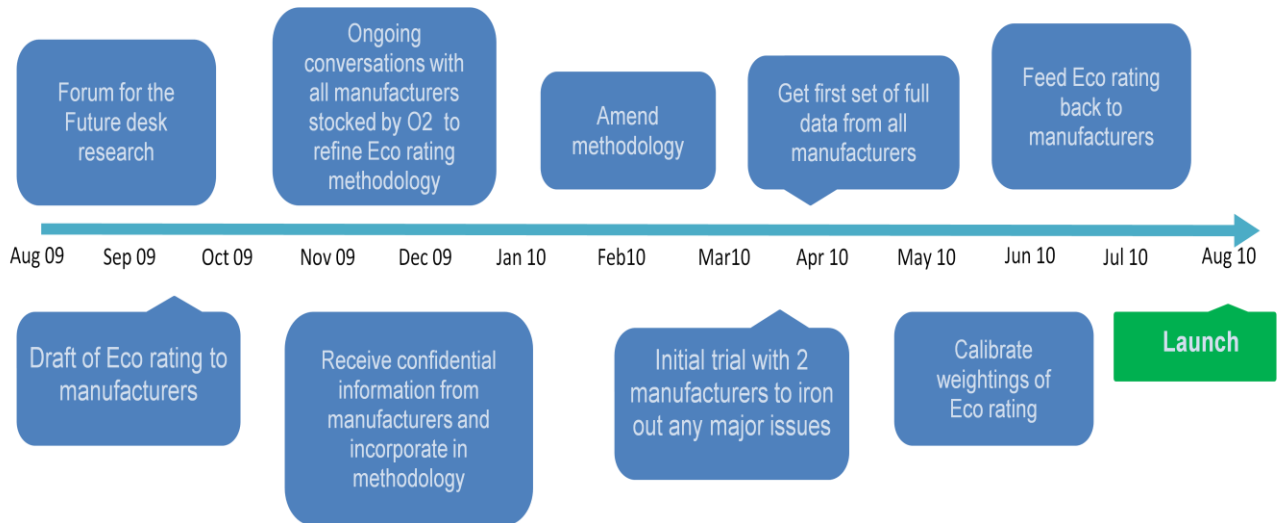 Forum for the
Future desk
research
Ongoing
conversations with
all manufacturers
stocked by O2 to
refine Eco rating
methodology
Amend
methodology
Get first set of full
data from all
manufacturers
Feed Eco rating
back to
manufacturers
Aug 09 Sep 09 Oct 09 Nov 09 Dec 09 Jan 10 Feb10 Mar10 Apr 10 May 10 Jun 10 Jul 10 Aug 10
Draft of Eco rating to
manufacturers
Receive confidential
information from
manufacturers and
incorporate in
methodology
Initial trial with 2
manufacturers to iron
out any major issues
Calibrate
weightings of
Eco rating
Launch